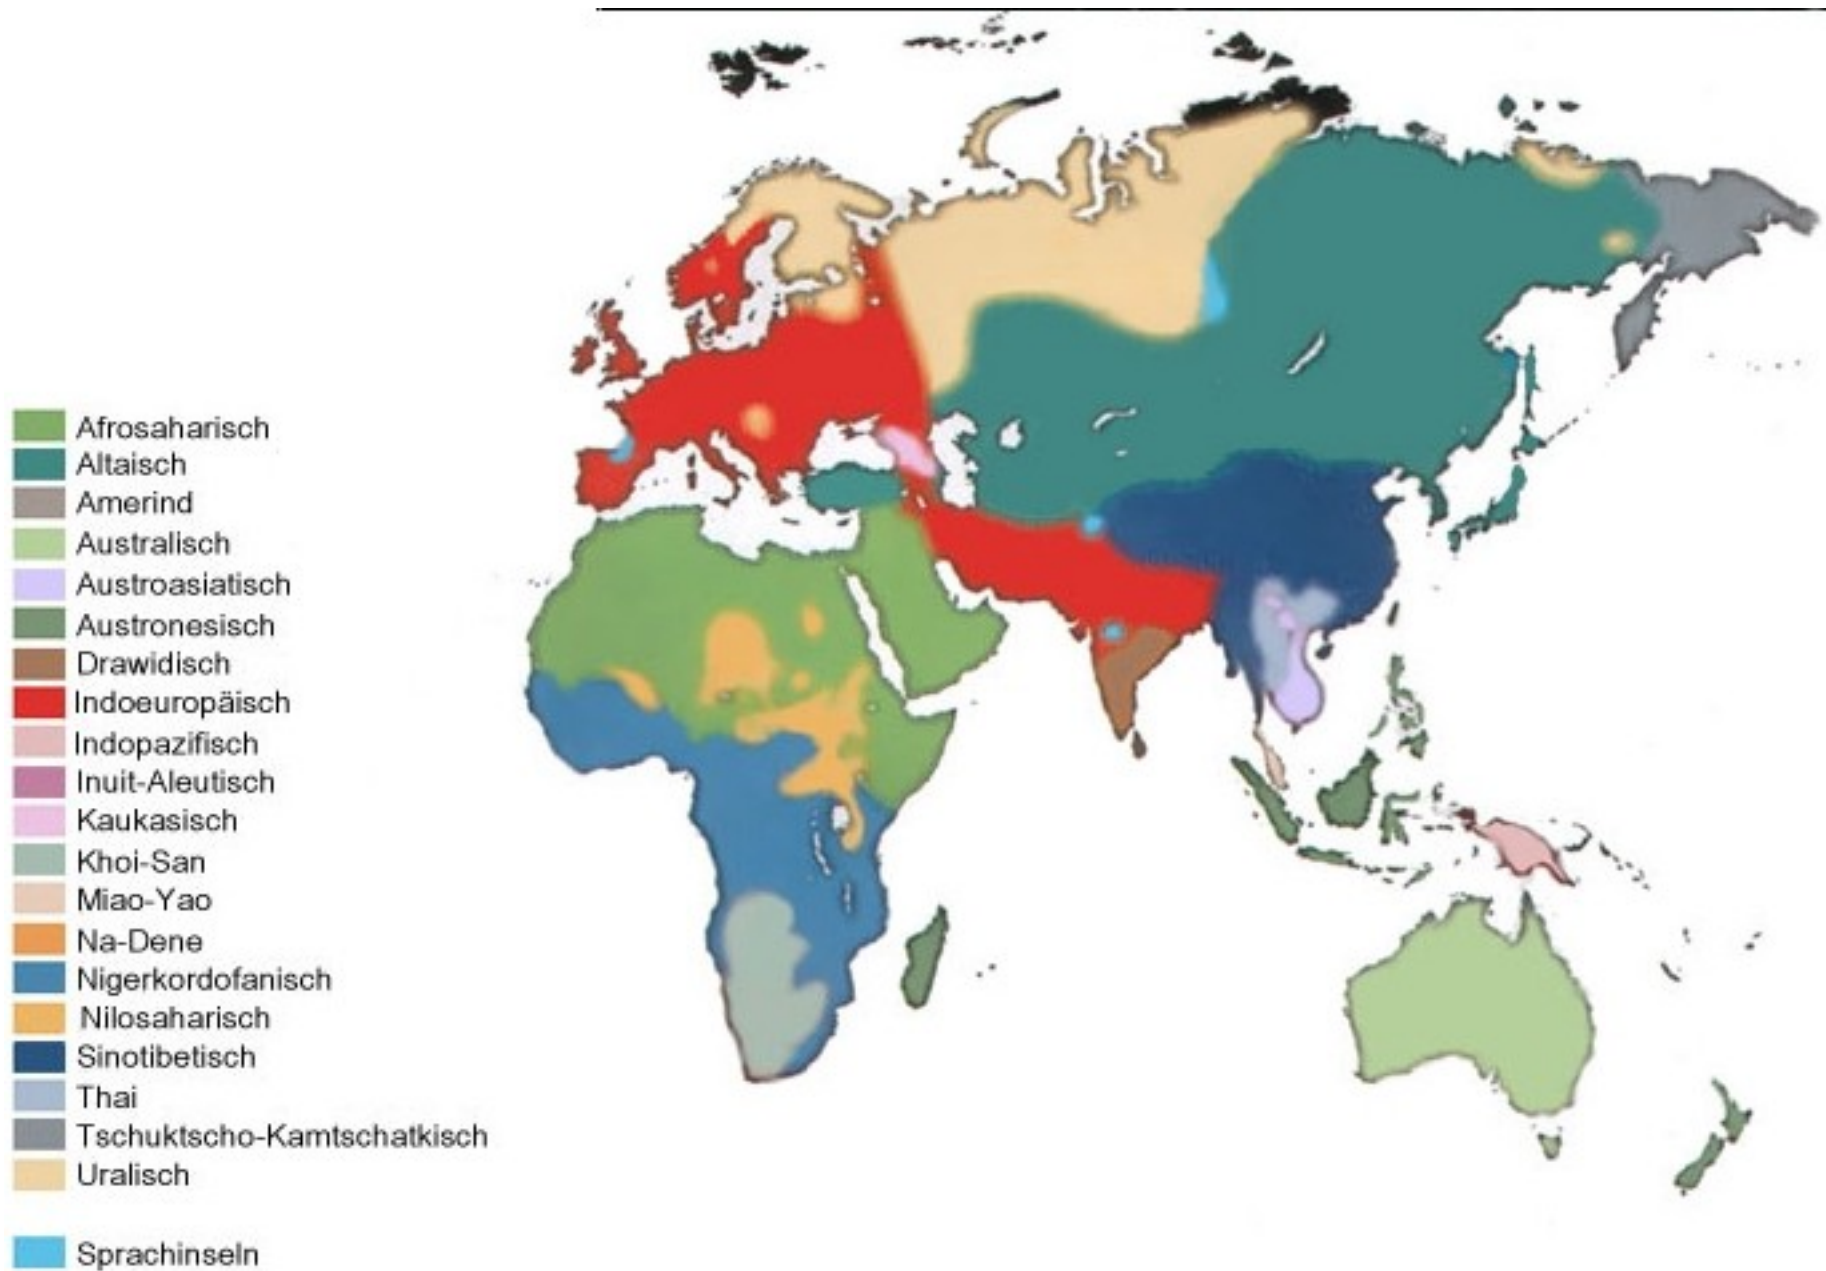 Afrosaharisch
Altaisch
Amerind
Australisch
Austroasiatisch
Austronesisch
Drawidisch
Indoeuropäisch
Indopazifisch
Inuit-Aleutisch
Kaukasisch
Khoi-San
Miao-Yao
Na-Dene
Nigerkordofanisch
Nilosaharisch
Sinotibetisch
Thai
Tschuktscho-Kamtschatkisch
Uralisch
Sprachinseln